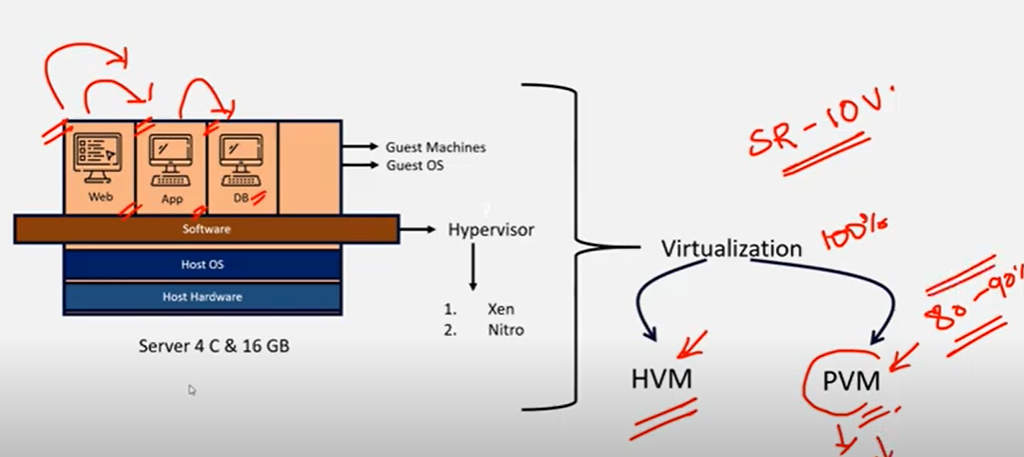 SR-IOV.
Guest Machines
Guest OS
Web
App
DB
Software
Hypervisor
Host OS
Host Hardware
1. Xen
2. Nitro
Server 4 C & 16 GB
Virtualization
100%
80-90%
HVM
PVM